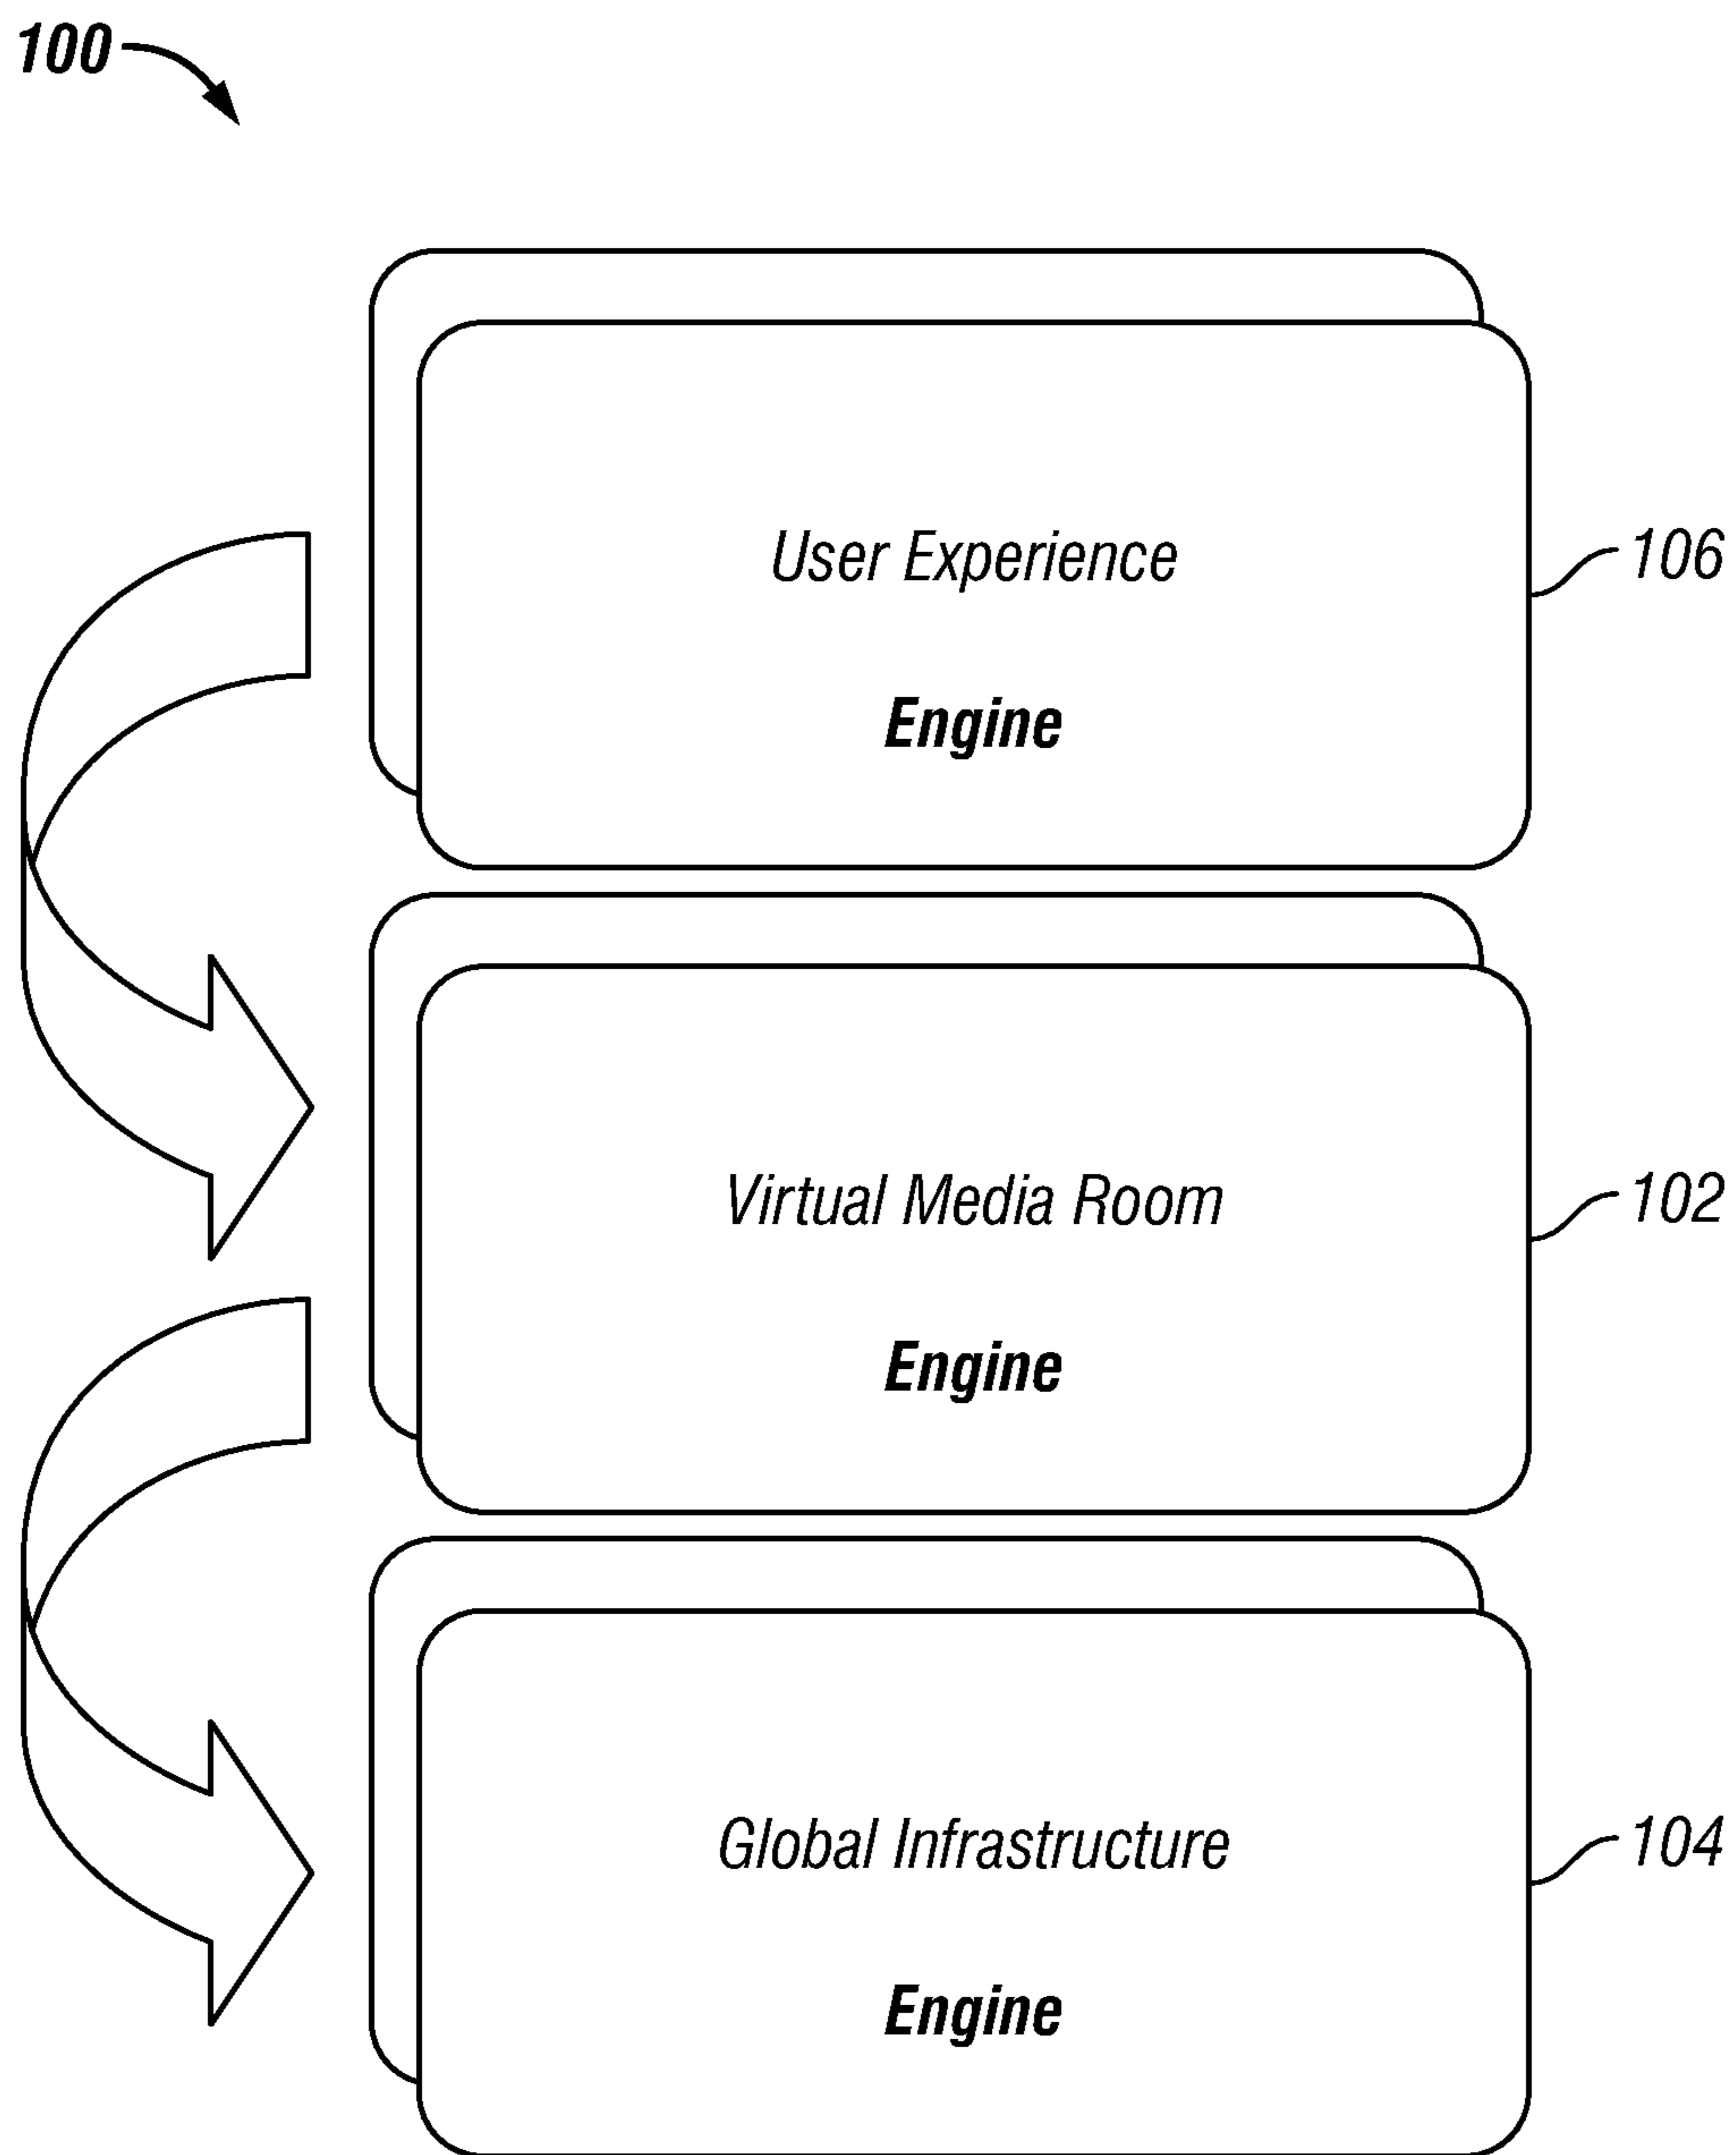 100
User Experience
Engine
106
Virtual Media Room
Engine
102
Global Infrastructure
Engine
104